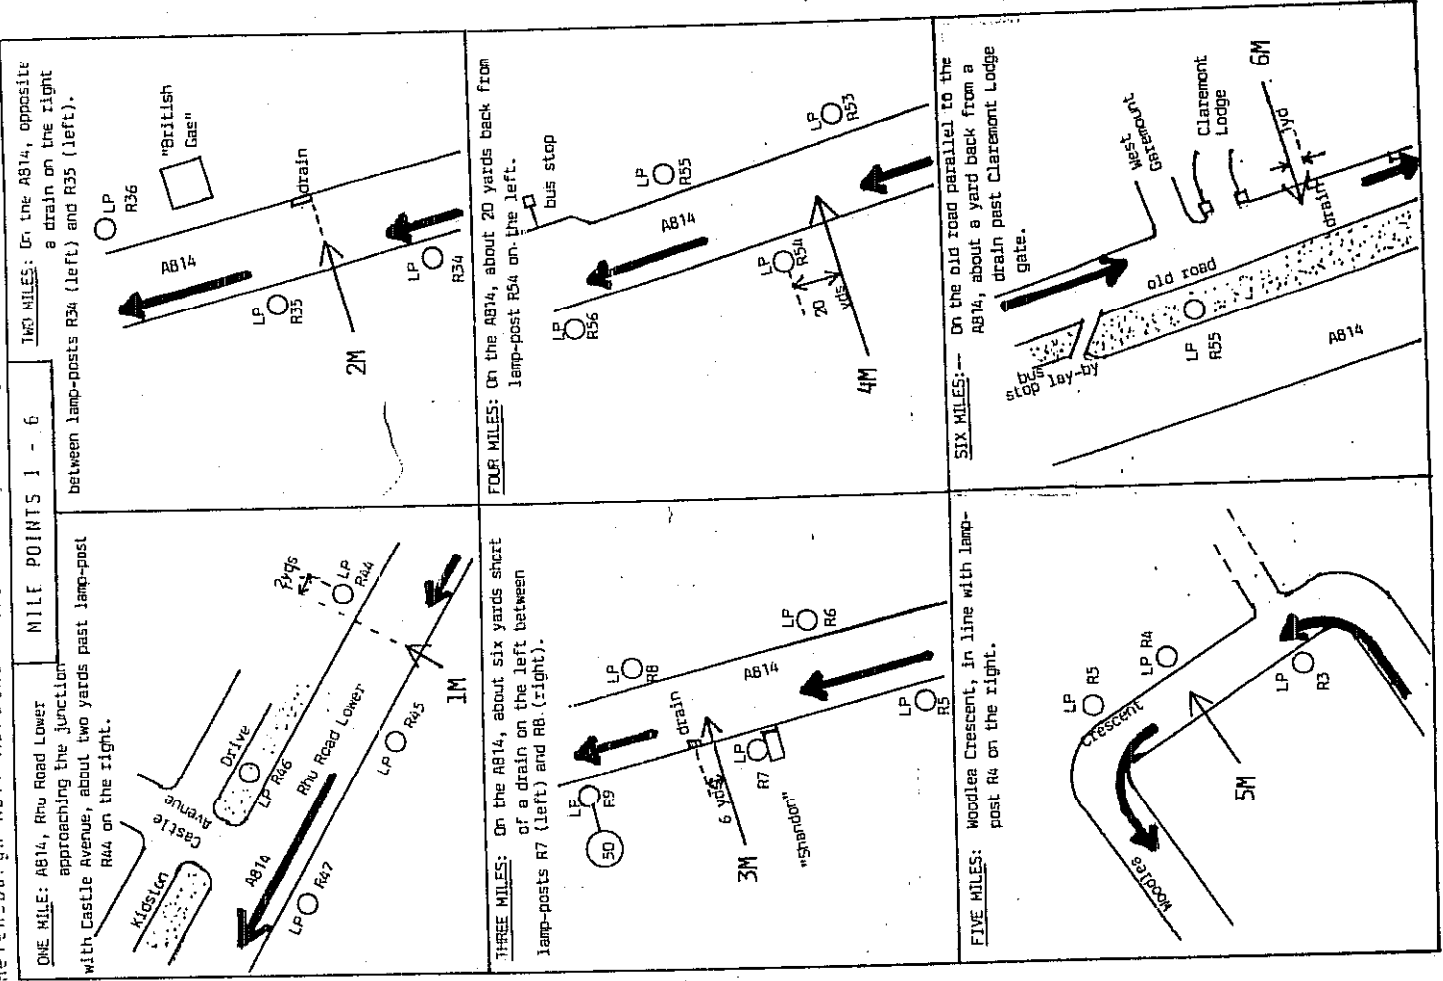 MILE POINTS 1 - 6
ONE MILE: A814, Rhu Road Lower
approaching the junction
with Castle Avenue, about two yards past lamp-post
R44 on the right.
Kidston
Drive
Castle
Avenue
LP R46
A814
Rhu Road Lower
LP R47
LP R45
LP
R44
2yds
1M
TWO MILES: On the A814, opposite
a drain on the right
between lamp-posts R34 (left) and R35 (left).
LP
R36
"British
Gas"
A814
drain
LP
R35
LP
R34
2M
THREE MILES: On the A814, about six yards short
of a drain on the left between
lamp-posts R7 (left) and R8 (right).
LP
R9
50
LP
R8
drain
A814
6 yds
LP
R7
LP
R6
LP
R5
"Shandon"
3M
FOUR MILES: On the A814, about 20 yards back from
lamp-post R54 on the left.
bus stop
LP
R56
A814
LP
R55
LP
R54
LP
R53
20
yds
4M
FIVE MILES: Woodlea Crescent, in line with lamp-
post R4 on the right.
Woodlea
Crescent
LP
R5
LP R4
LP
R3
5M
SIX MILES:-- On the old road parallel to the
A814, about a yard back from a
drain past Claremont Lodge
gate.
bus
stop lay-by
West
Garemount
Claremont
Lodge
old road
LP
R55
A814
drain
1yd
6M